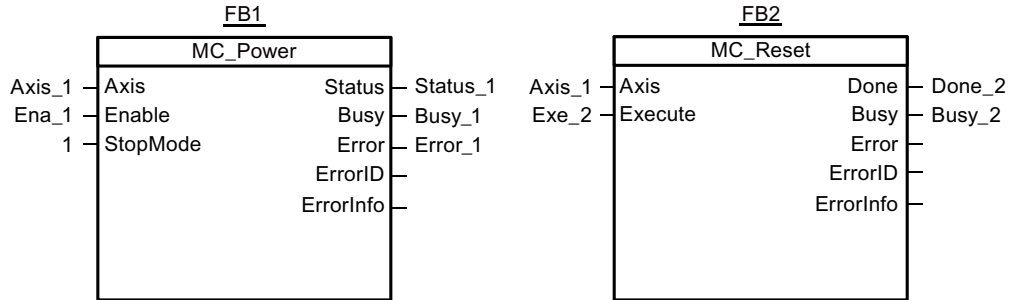 FB1
MC_Power
Axis_1 Axis Status Status_1
Ena_1 Enable Busy Busy_1
1 StopMode Error Error_1
ErrorID
ErrorInfo
FB2
MC_Reset
Axis_1 Axis Done Done_2
Exe_2 Execute Busy Busy_2
Error
ErrorID
ErrorInfo